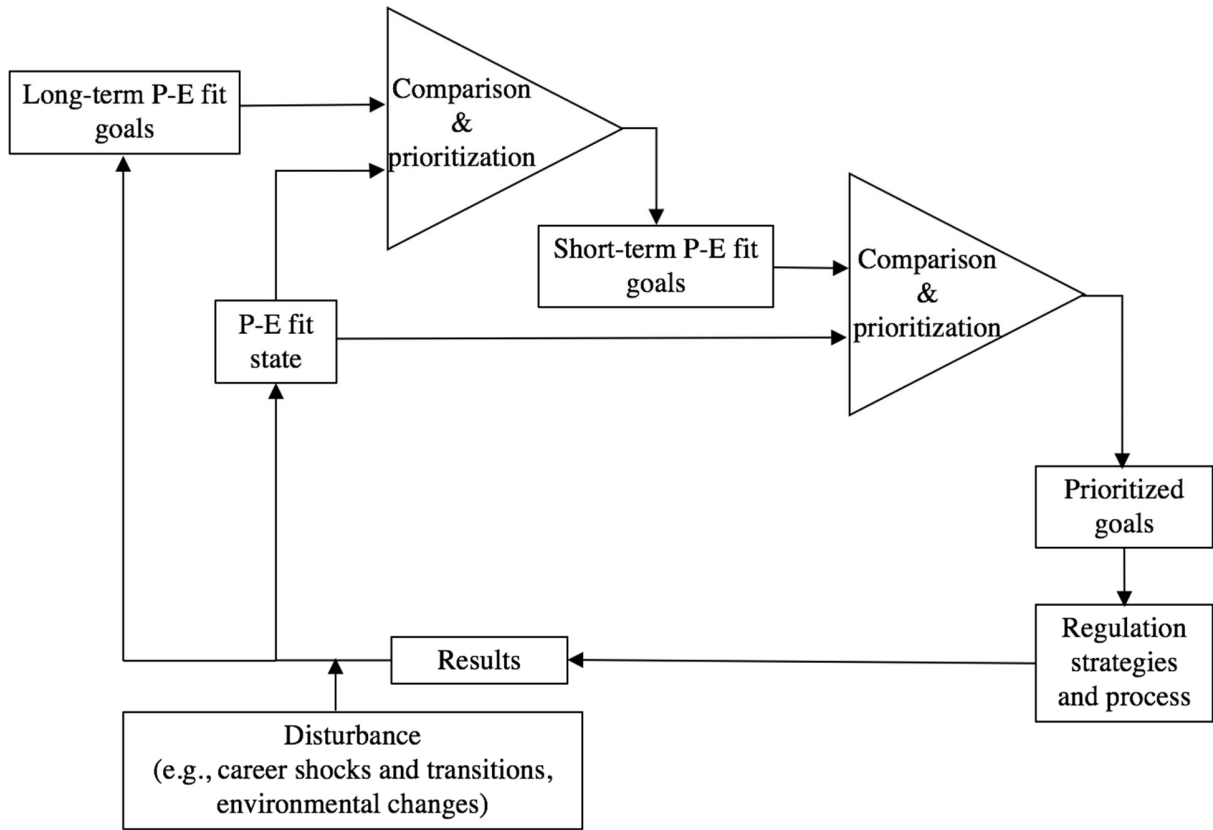 Long-term P-E fit
goals
Comparison
&
prioritization
Short-term P-E fit
goals
Comparison
&
prioritization
P-E fit
state
Prioritized
goals
Regulation
strategies
and process
Results
Disturbance
(e.g., career shocks and transitions,
environmental changes)